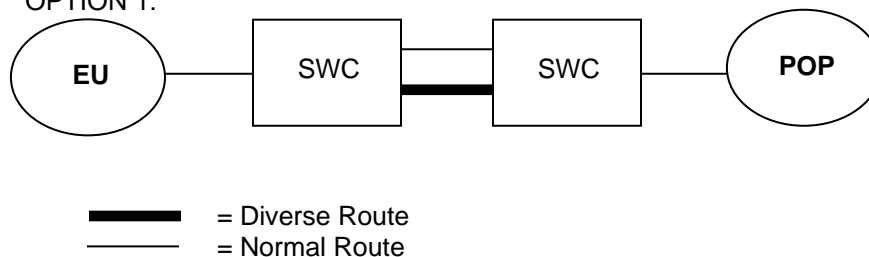 OPTION 1:
EU SWC SWC POP
= Diverse Route
= Normal Route